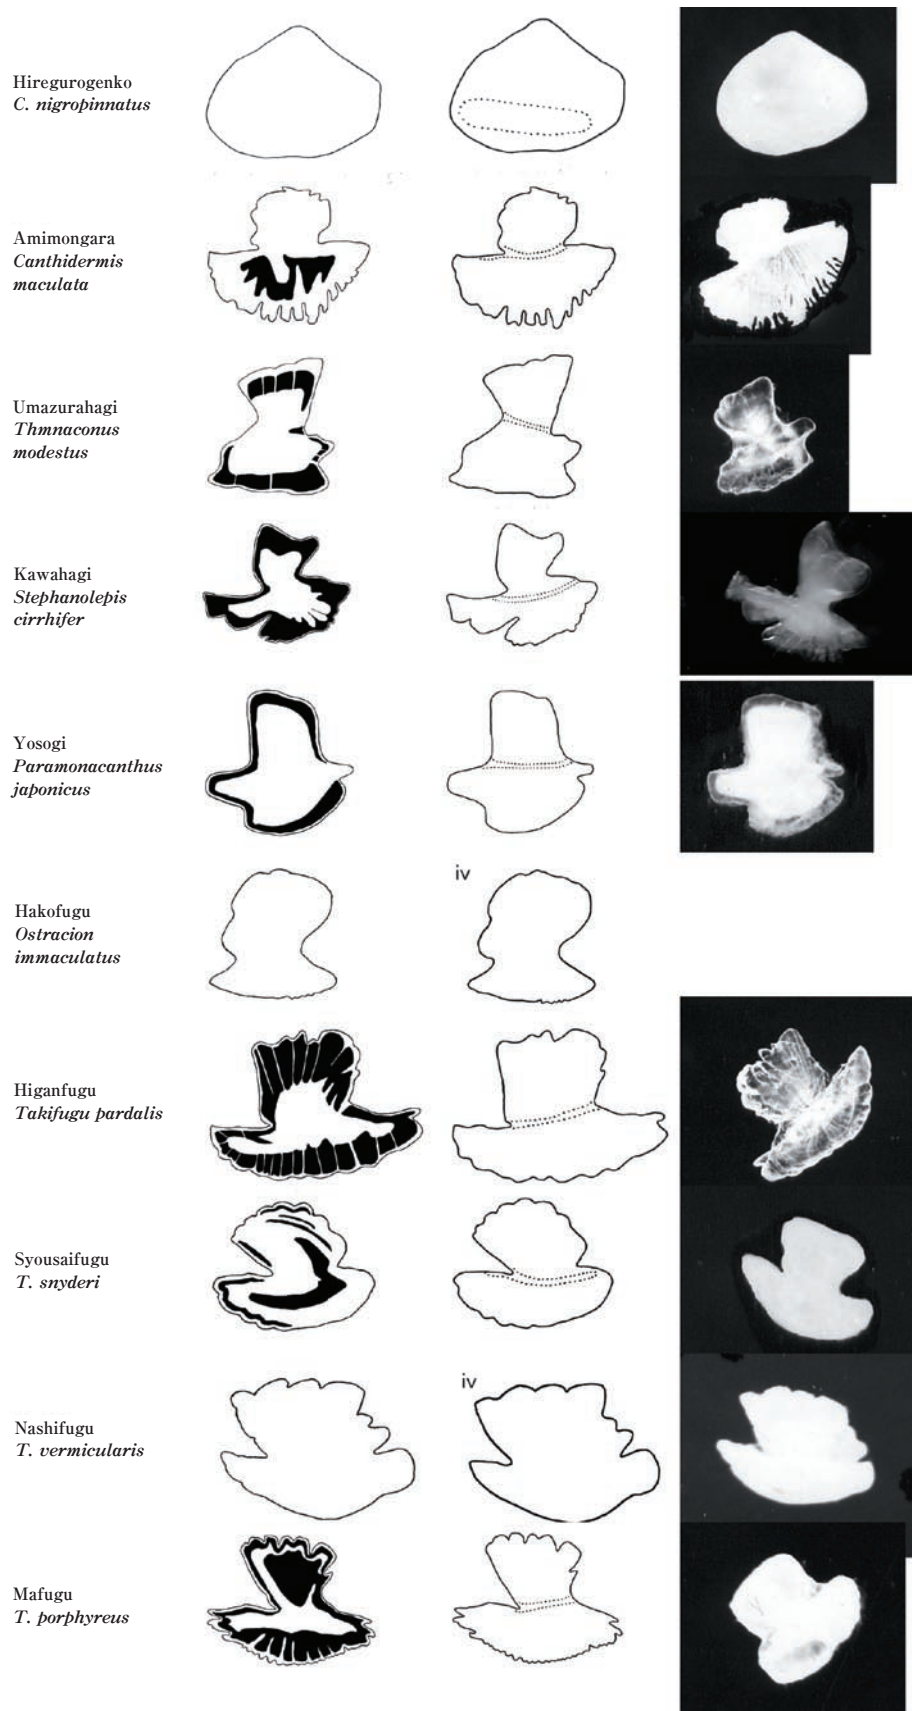 Hiregurogenko
C. nigropinnatus
Amimongara
Canthidermis
maculata
Umazurahagi
Thmnaconus
modestus
Kawahagi
Stephanolepis
cirrhifer
Yosogi
Paramonacanthus
japonicus
Hakofugu
Ostracion
immaculatus
iv
Higanfugu
Takifugu pardalis
Syousaifugu
T. snyderi
Nashifugu
T. vermicularis
iv
Mafugu
T. porphyreus